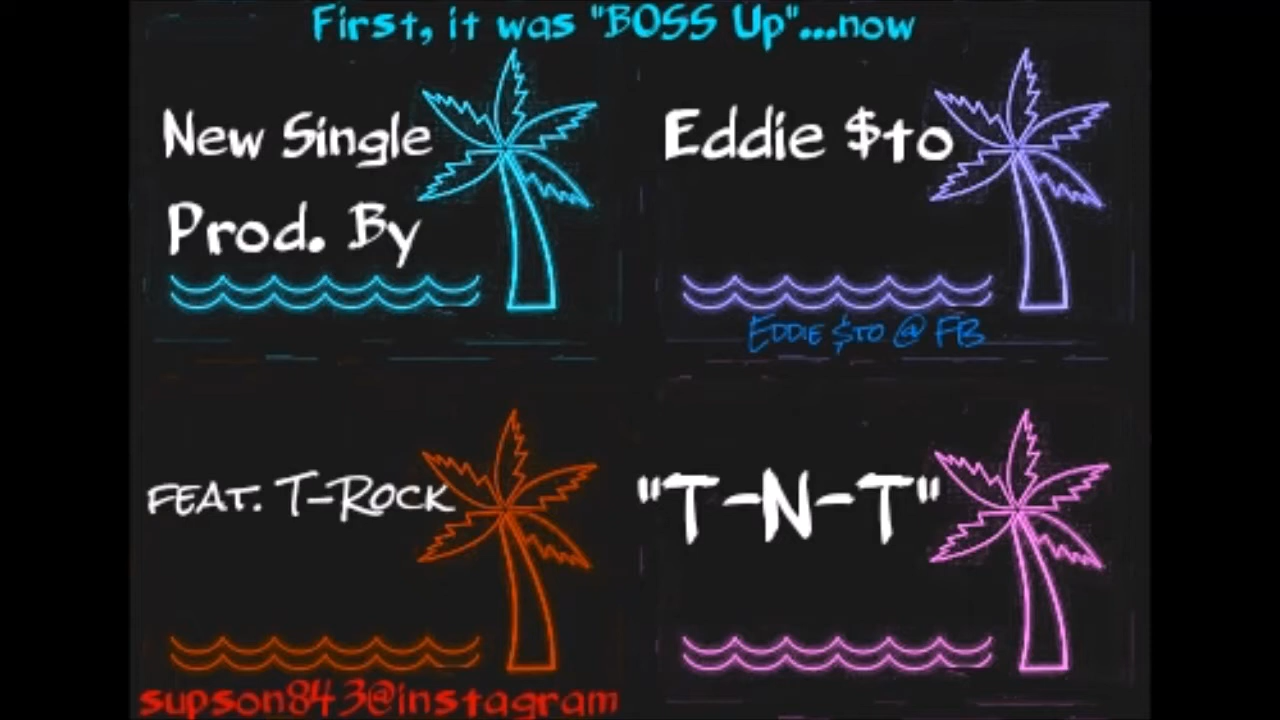 First, it was "BOSS Up"...now
New Single
Prod. By
Eddie $to
Eddie $to @ FB
feat. T-Rock
"T-N-T"
supson843@instagram